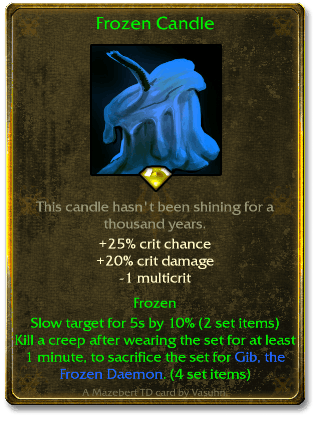 Frozen Candle
This candle hasn't been shining for a
thousand years.
+25% crit chance
+20% crit damage
-1 multicrit
Frozen
Slow target for 5s by 10% (2 set items)
Kill a creep after wearing the set for at least
1 minute, to sacrifice the set for Gib, the
Frozen Daemon. (4 set items)
A Mazebert TD card by Vasuhn.